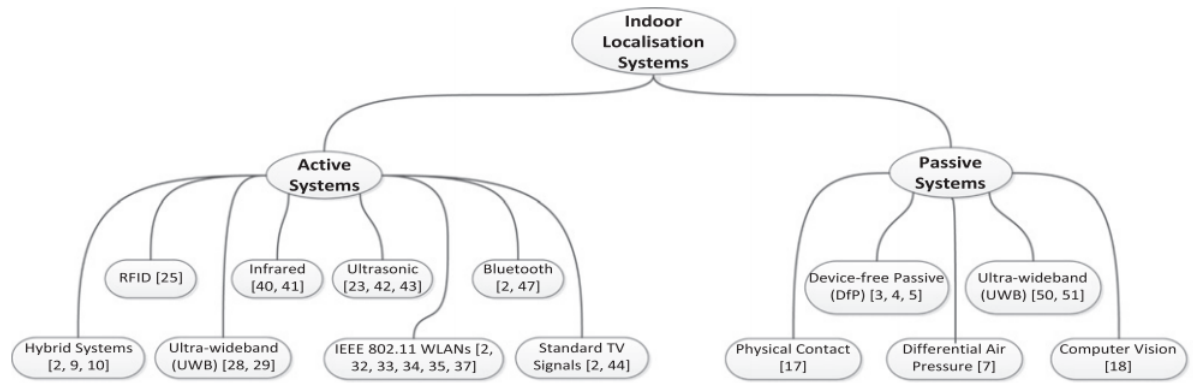 Indoor
Localisation
Systems
Active
Systems
Passive
Systems
RFID [25]
Infrared
[40, 41]
Ultrasonic
[23, 42, 43]
Bluetooth
[2, 47]
Device-free Passive
(DfP) [3, 4, 5]
Ultra-wideband
(UWB) [50, 51]
Hybrid Systems
[2, 9, 10]
Ultra-wideband
(UWB) [28, 29]
IEEE 802.11 WLANs [2,
32, 33, 34, 35, 37]
Standard TV
Signals [2, 44]
Physical Contact
[17]
Differential Air
Pressure [7]
Computer Vision
[18]